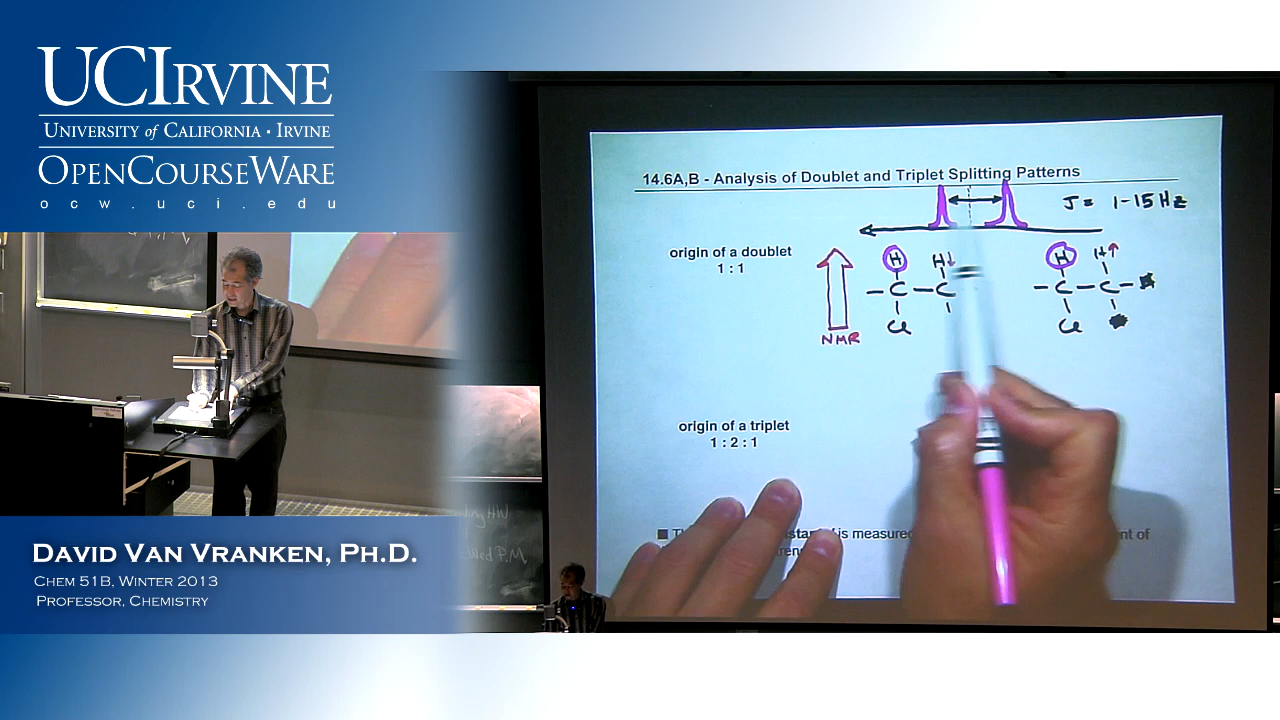 UCIRVINE
UNIVERSITY of CALIFORNIA · IRVINE
OPENCOURSEWARE
ocw.uci.edu
DAVID VAN VRANKEN, PH.D.
CHEM 51B, WINTER 2013
PROFESSOR, CHEMISTRY
14.6A,B - Analysis of Doublet and Triplet Splitting Patterns
J = 1-15 Hz
origin of a doublet
1 : 1
H H↓ H H↑
– C – C – C – C –
Cl Cl
NMR
origin of a triplet
1 : 2 : 1
is measured